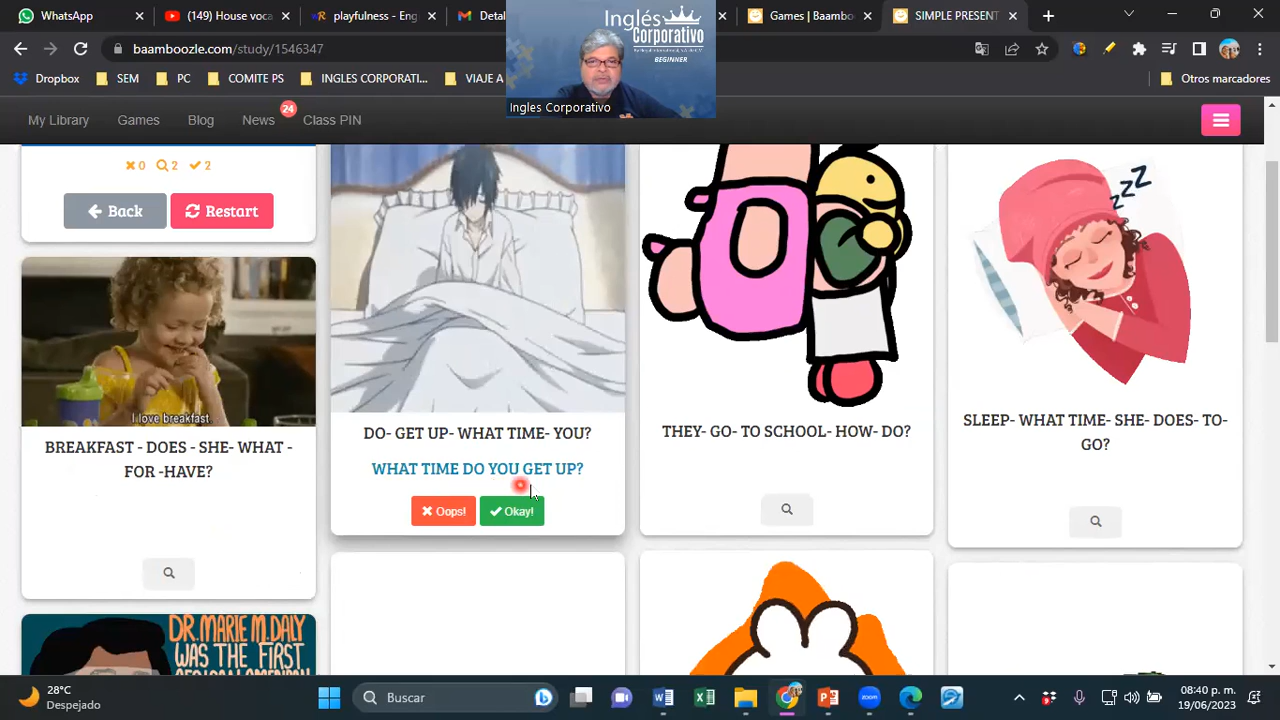 WhatsApp
(149) House voca
playfulness - Eng
Detal
Games | Baamboo
SIMPLE PRESENT
baamboozle.com/study/1546347
Dropbox
SEM
PC
COMITE PS
INGLES CORPORATI...
VIAJE A
Otros marcadores
Inglés
Corporativo
BEGINNER
Ingles Corporativo
My Library
Games
Blog
News
24
Class PIN
0 2 2
Back
Restart
I love breakfast.
BREAKFAST - DOES - SHE- WHAT -
FOR -HAVE?
DO- GET UP- WHAT TIME- YOU?
WHAT TIME DO YOU GET UP?
Oops!
Okay!
THEY- GO- TO SCHOOL- HOW- DO?
ZZZ
SLEEP- WHAT TIME- SHE- DOES- TO-
GO?
DR. MARIE M. DALY
WAS THE FIRST
28°C
Despejado
Buscar
zoom
08:40 p. m.
19/06/2023